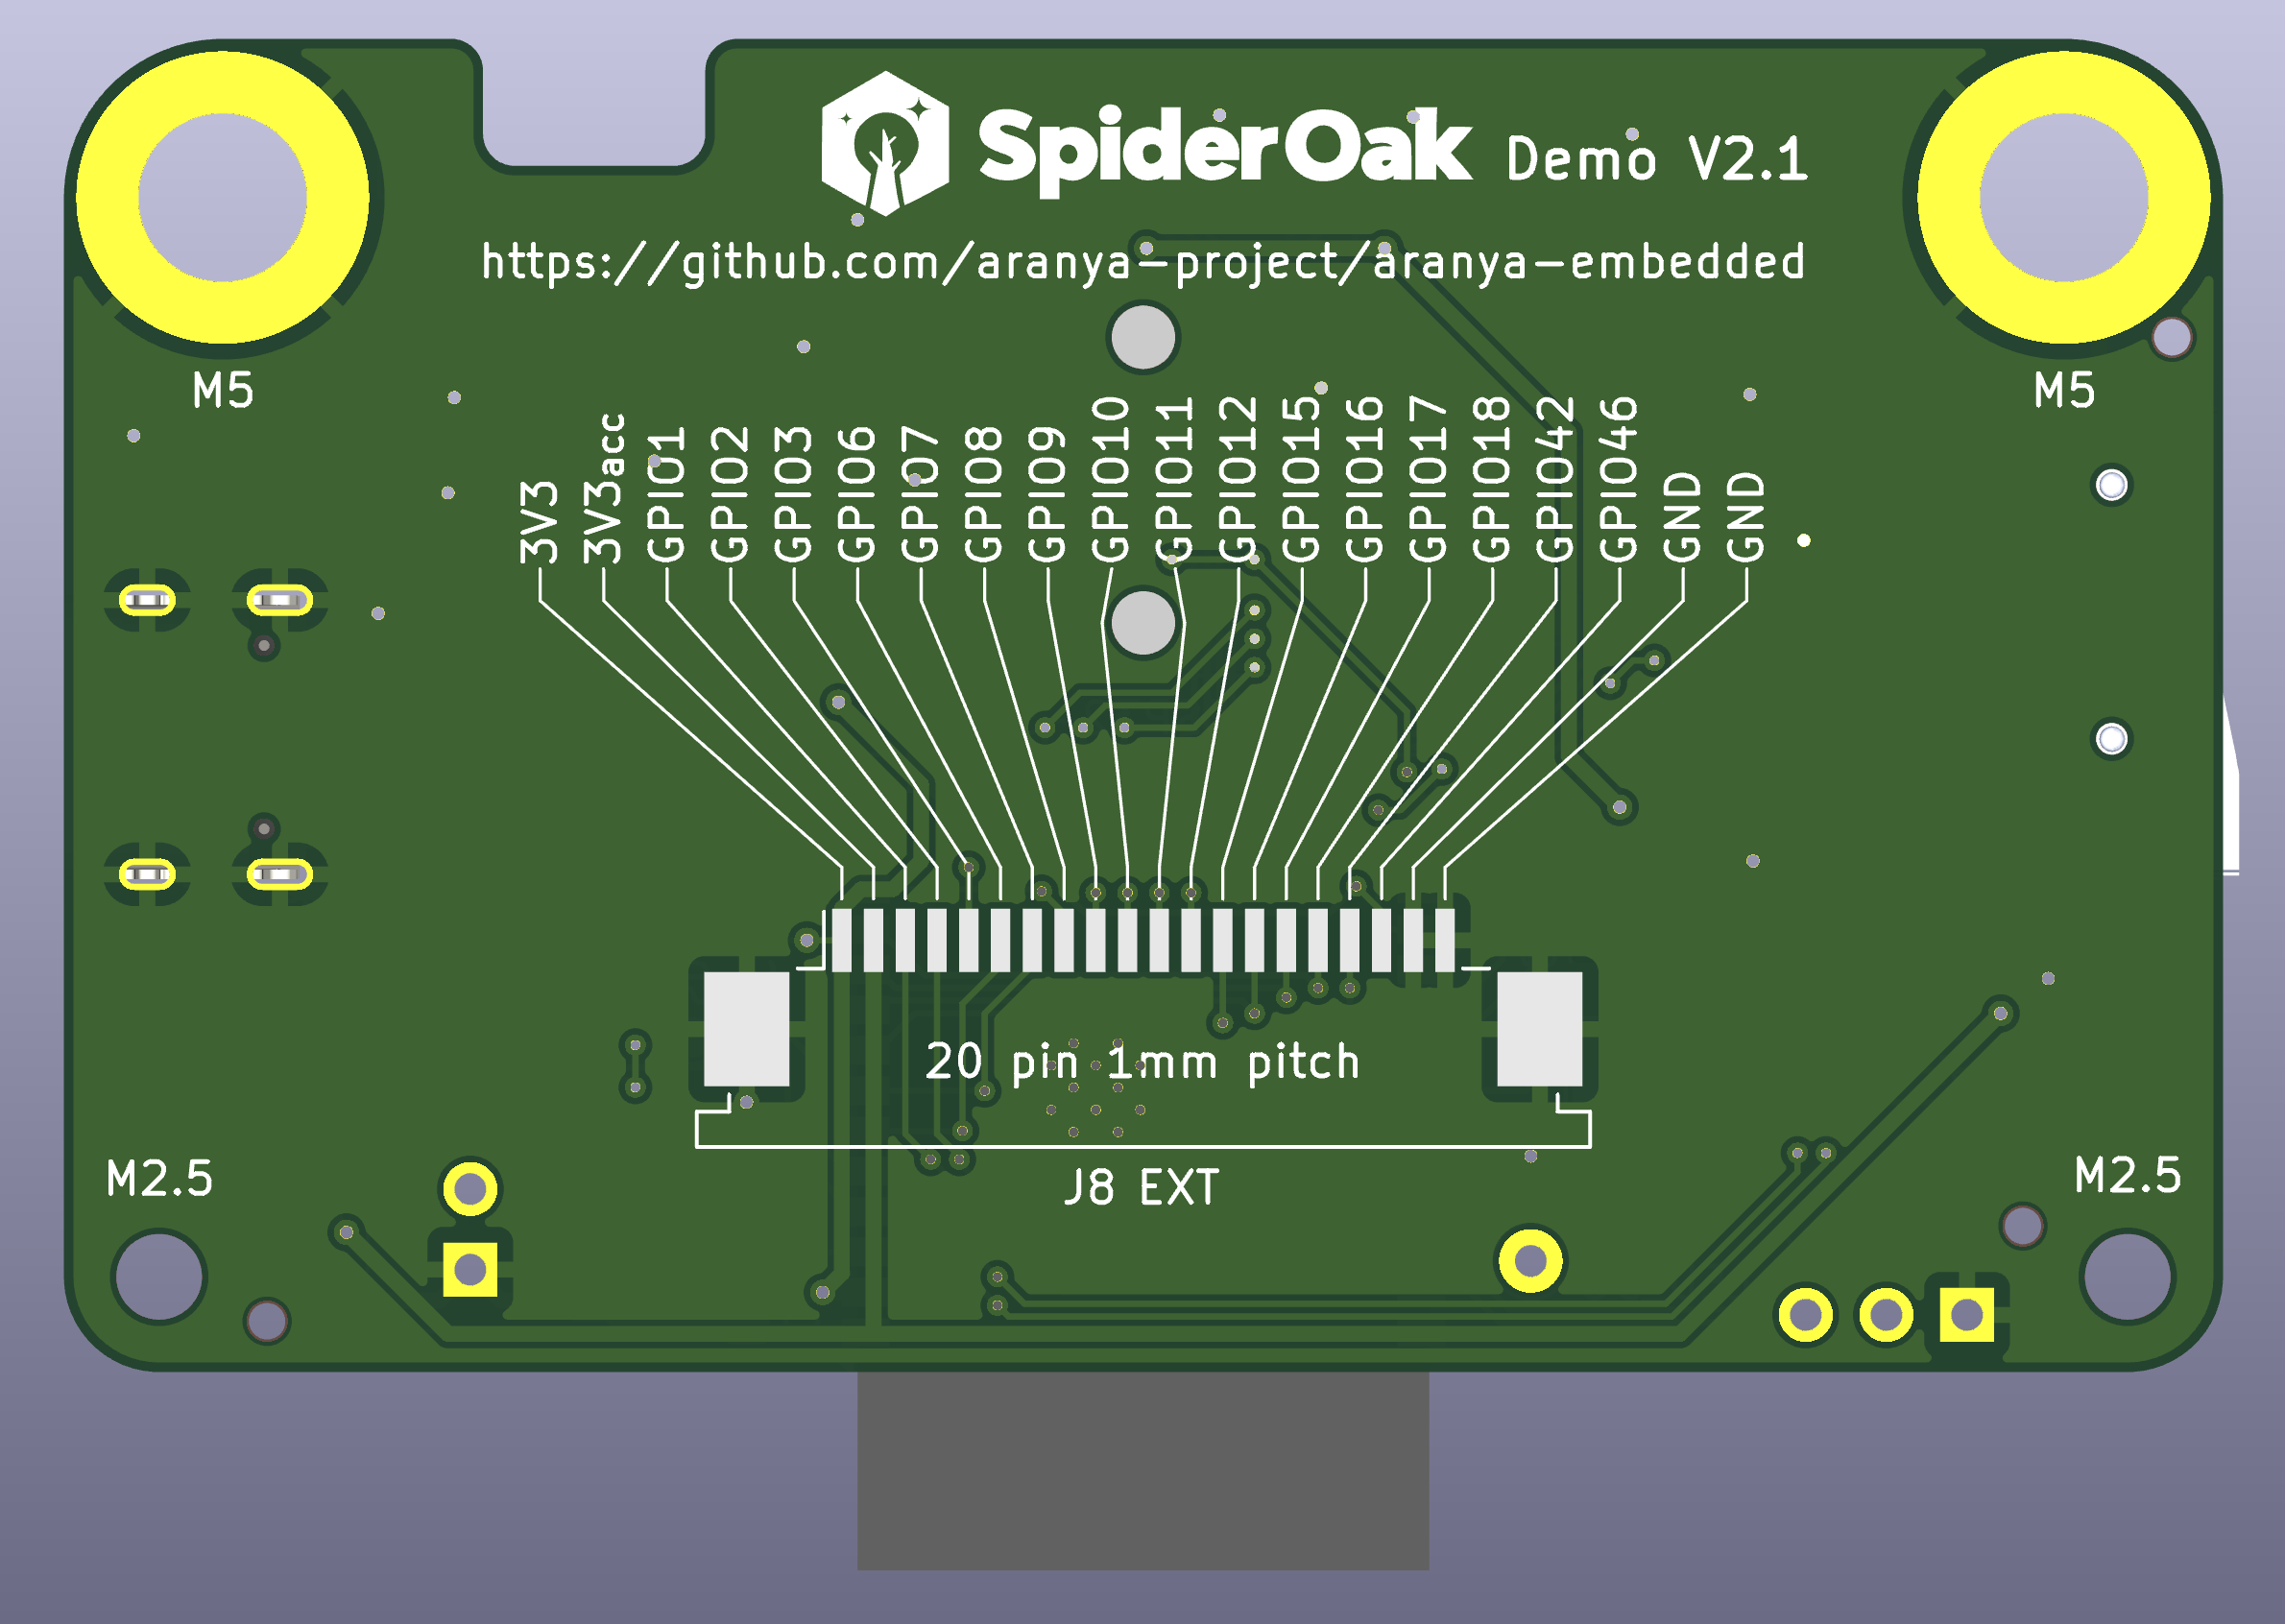 SpiderOak Demo V2.1
https://github.com/aranya-project/aranya-embedded
M5
M5
3V3
3V3acc
GPIO1
GPIO2
GPIO3
GPIO6
GPIO7
GPIO8
GPIO9
GPIO10
GPIO11
GPIO12
GPIO15
GPIO16
GPIO17
GPIO18
GPIO42
GPIO46
GND
GND
20 pin 1mm pitch
M2.5
J8 EXT
M2.5